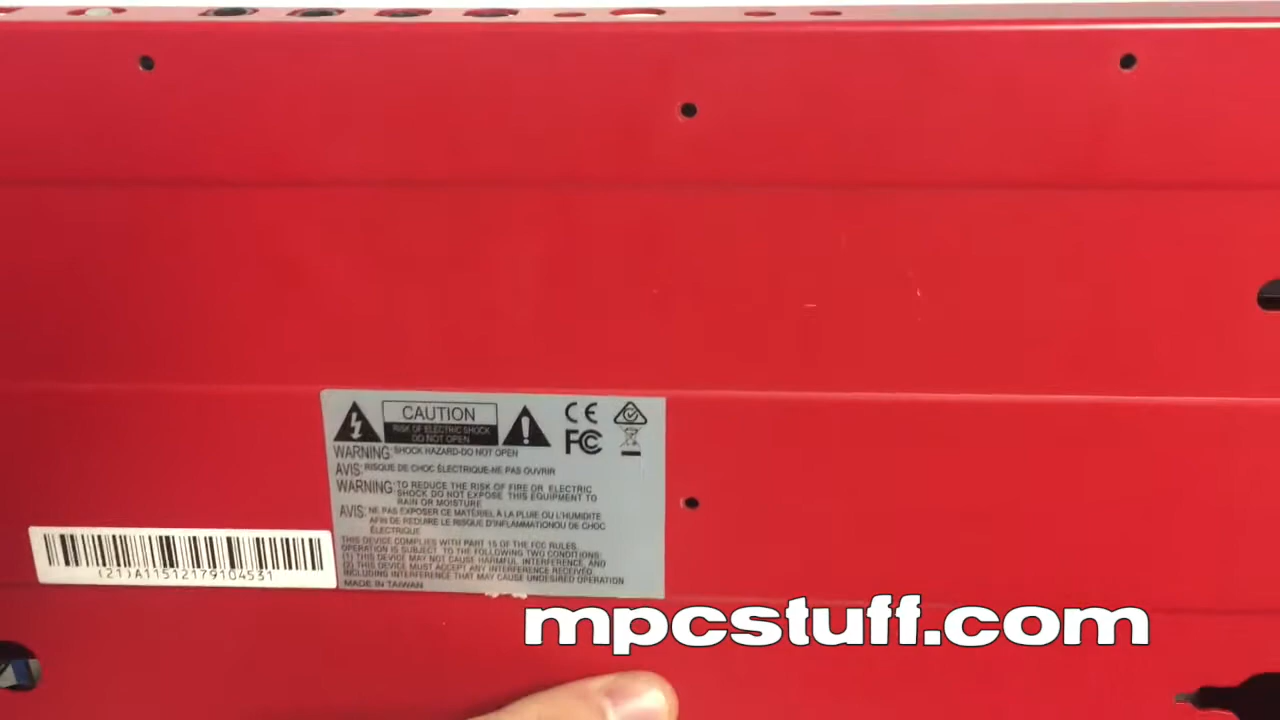 CAUTION
RISK OF ELECTRIC SHOCK
DO NOT OPEN
CE
FC
WARNING: SHOCK HAZARD-DO NOT OPEN
AVIS: RISQUE DE CHOC ÉLECTRIQUE-NE PAS OUVRIR
WARNING: TO REDUCE THE RISK OF FIRE OR ELECTRIC
SHOCK DO NOT EXPOSE THIS EQUIPMENT TO
RAIN OR MOISTURE
AVIS: NE PAS EXPOSER CE MATÉRIEL À LA PLUIE OU L'HUMIDITE
AFIN DE REDUIRE LE RISQUE D'INFLAMMATIONOU DE CHOC
ÉLECTRIQUE
THIS DEVICE COMPLIES WITH PART 15 OF THE FCC RULES.
OPERATION IS SUBJECT TO THE FOLLOWING TWO CONDITIONS:
(1) THIS DEVICE MAY NOT CAUSE HARMFUL INTERFERENCE, AND
(2) THIS DEVICE MUST ACCEPT ANY INTERFERENCE RECEIVED,
INCLUDING INTERFERENCE THAT MAY CAUSE UNDESIRED OPERATION
MADE IN TAIWAN
(21)A11512179104531
mpcstuff.com